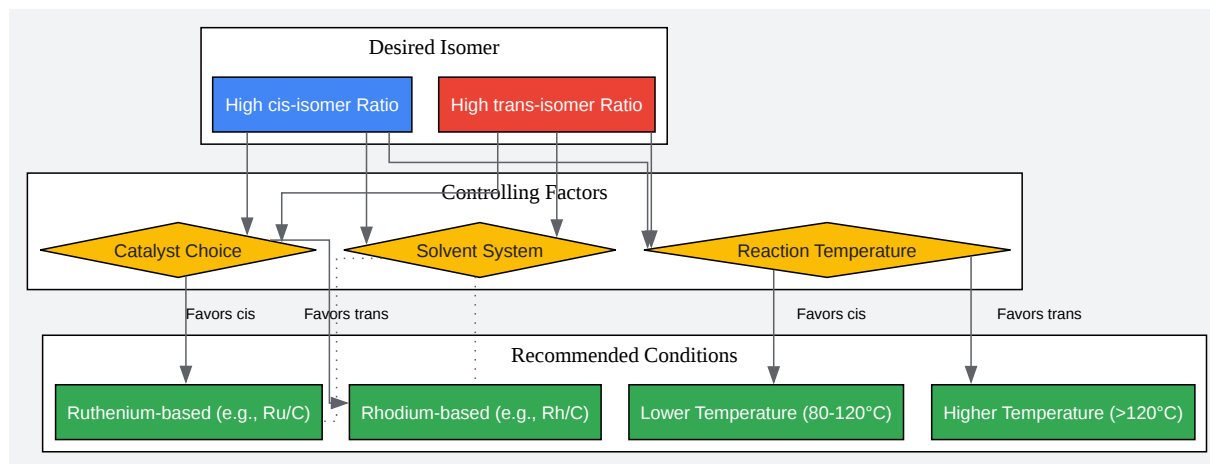 Desired Isomer
High cis-isomer Ratio
High trans-isomer Ratio
Controlling Factors
Catalyst Choice
Solvent System
Reaction Temperature
Favors cis
Favors trans
Favors cis
Favors trans
Recommended Conditions
Ruthenium-based (e.g., Ru/C)
Rhodium-based (e.g., Rh/C)
Lower Temperature (80-120°C)
Higher Temperature (>120°C)